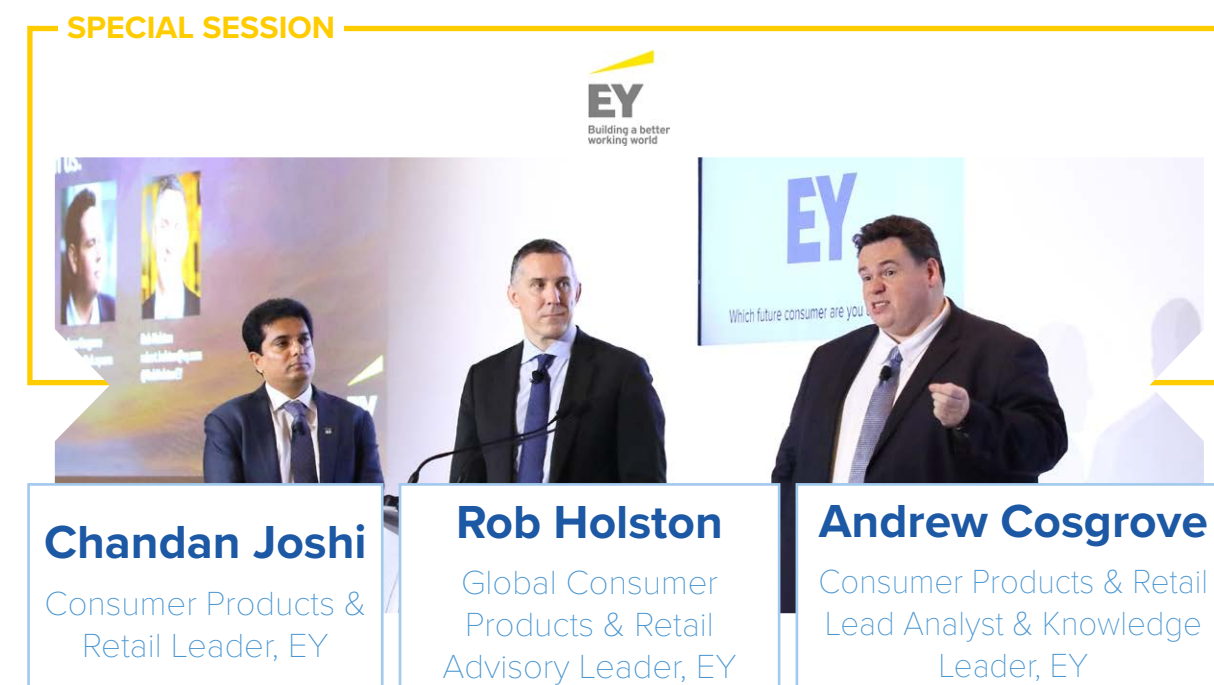 SPECIAL SESSION
EY
Building a better
working world
us.
EY
Which future consumer are you
EY
Chandan Joshi
Consumer Products &
Retail Leader, EY
Rob Holston
Global Consumer
Products & Retail
Advisory Leader, EY
Andrew Cosgrove
Consumer Products & Retail
Lead Analyst & Knowledge
Leader, EY